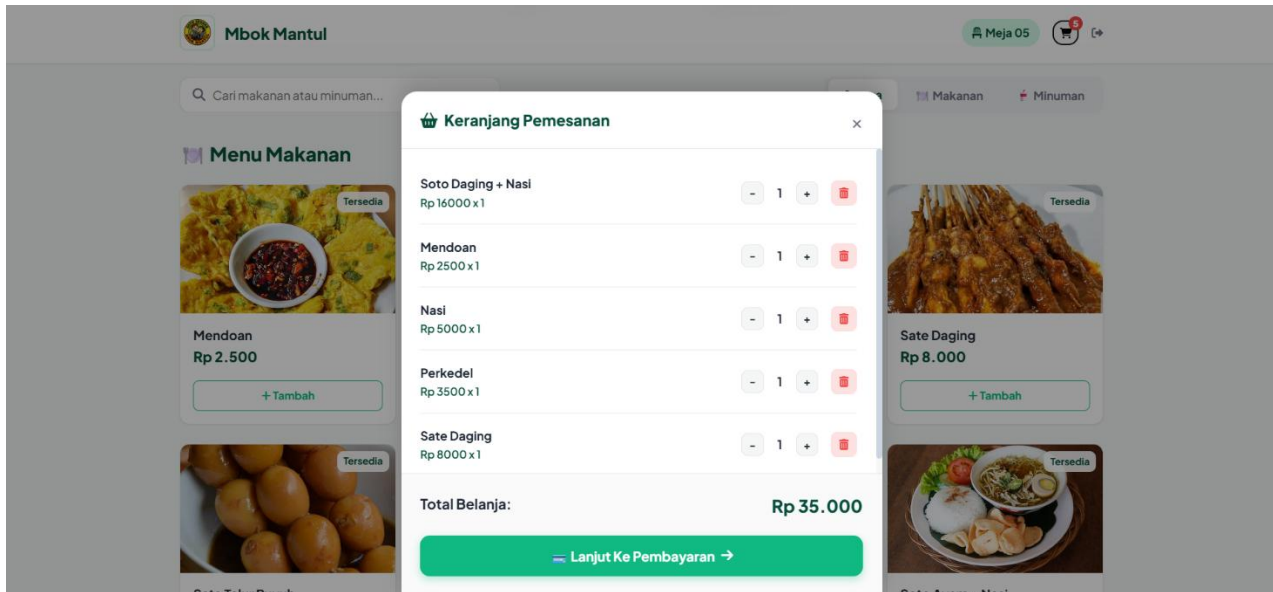 Mbok Mantul
Meja 05
5
Cari makanan atau minuman...
Makanan
Minuman
Keranjang Pemesanan
×
Menu Makanan
Soto Daging + Nasi
Rp 16000 x 1
- 1 +
Mendoan
Rp 2500 x 1
- 1 +
Nasi
Rp 5000 x 1
- 1 +
Perkedel
Rp 3500 x 1
- 1 +
Sate Daging
Rp 8000 x 1
- 1 +
Total Belanja:
Rp 35.000
Lanjut Ke Pembayaran →
Tersedia
Mendoan
Rp 2.500
+ Tambah
Tersedia
Sate Daging
Rp 8.000
+ Tambah
Tersedia
Tersedia